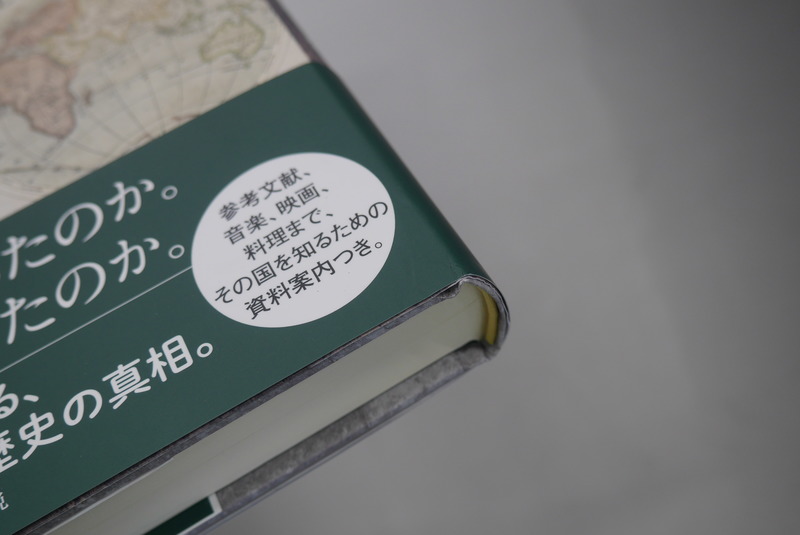 たのか。
たのか。
る、
歴史の真相。
参考文献、
音楽、映画、
料理まで、
その国を知るための
資料案内つき。